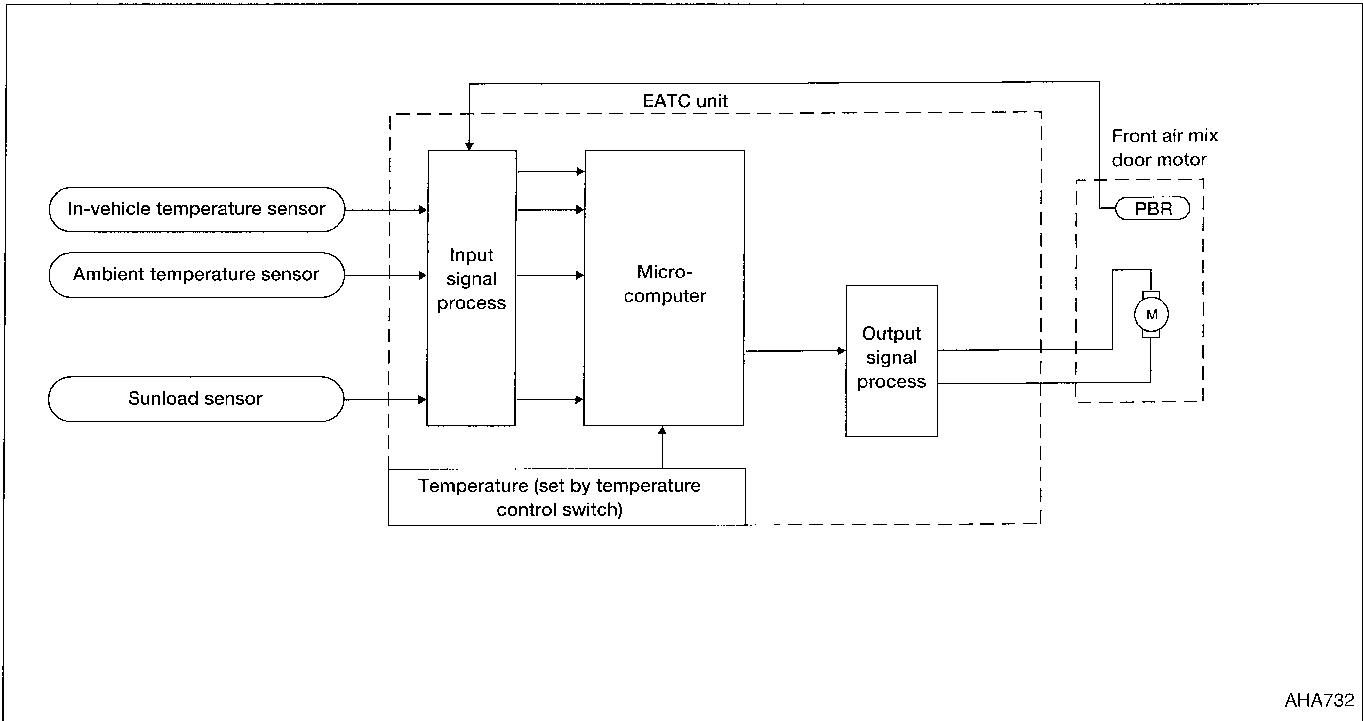 EATC unit
Front air mix
door motor
In-vehicle temperature sensor
PBR
Ambient temperature sensor
Input
signal
process
Micro-
computer
M
Output
signal
process
Sunload sensor
Temperature (set by temperature
control switch)
AHA732